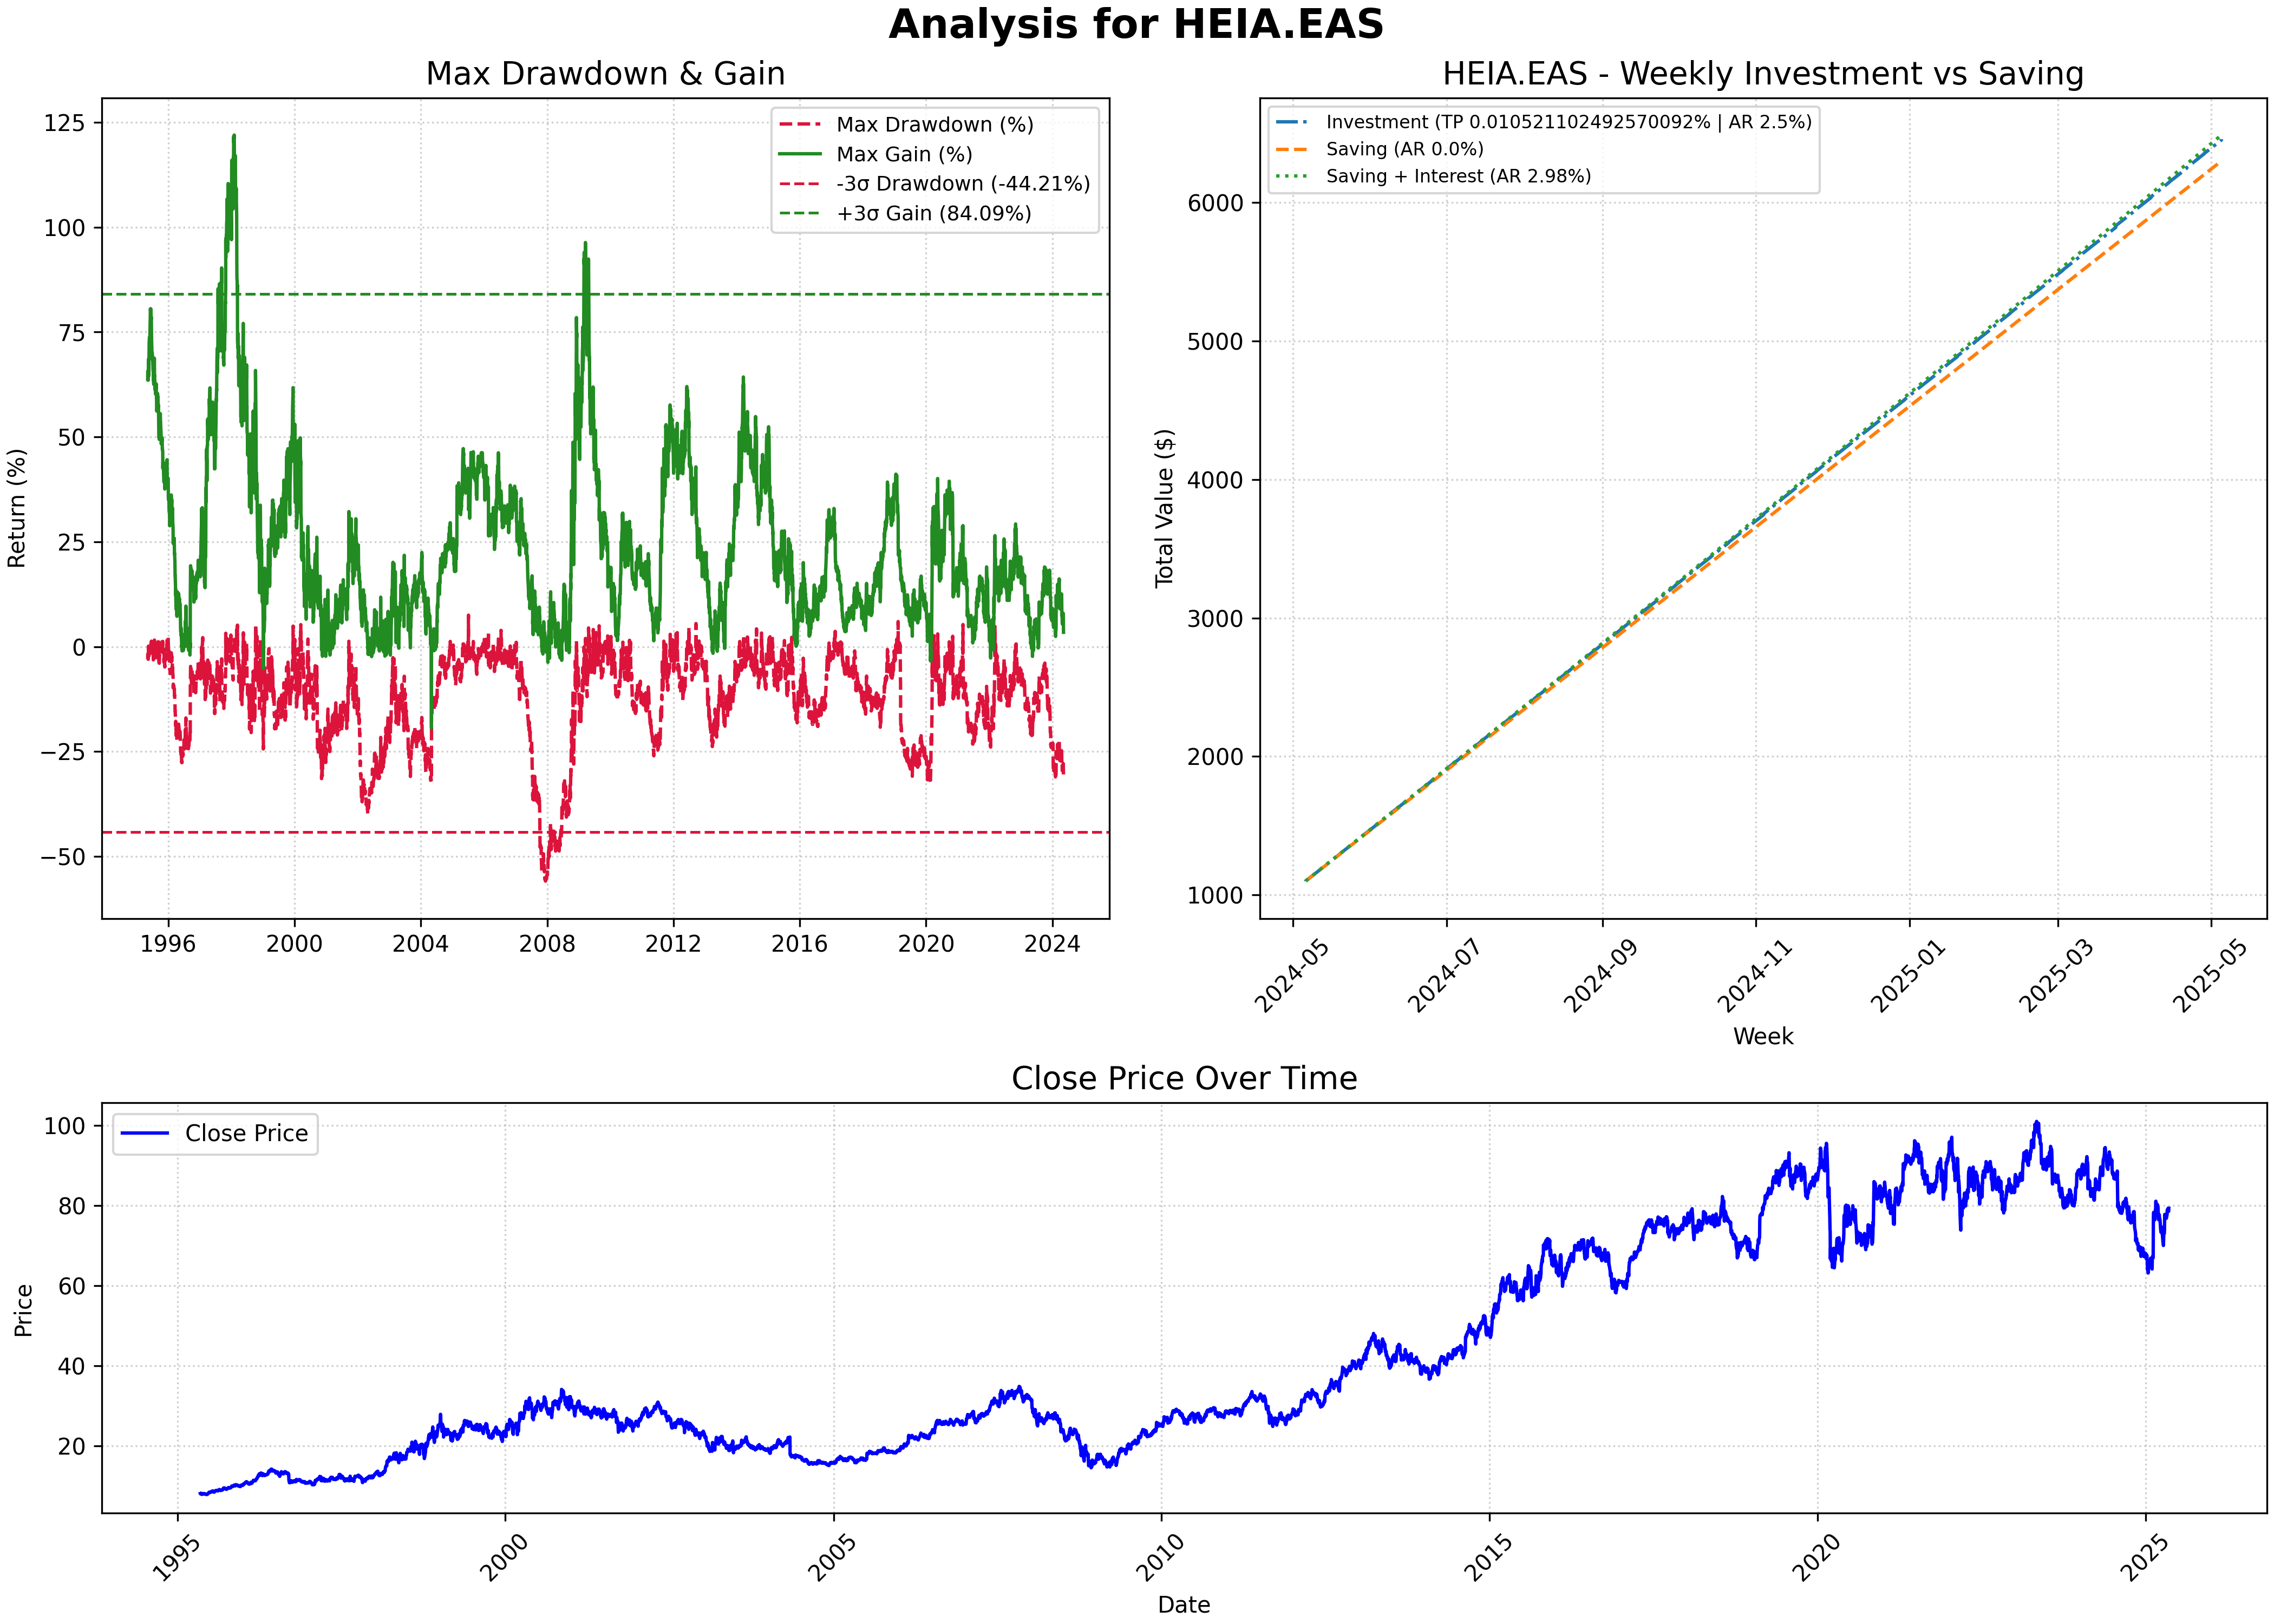 Analysis for HEIA.EAS
Max Drawdown & Gain
Return (%)
125
100
75
50
25
0
−25
−50
1996
2000
2004
2008
2012
2016
2020
2024
Max Drawdown (%)
Max Gain (%)
-3σ Drawdown (-44.21%)
+3σ Gain (84.09%)
HEIA.EAS - Weekly Investment vs Saving
Total Value ($)
6000
5000
4000
3000
2000
1000
2024-05
2024-07
2024-09
2024-11
2025-01
2025-03
2025-05
Week
Investment (TP 0.010521102492570092% | AR 2.5%)
Saving (AR 0.0%)
Saving + Interest (AR 2.98%)
Close Price Over Time
Price
100
80
60
40
20
1995
2000
2005
2010
2015
2020
2025
Date
Close Price